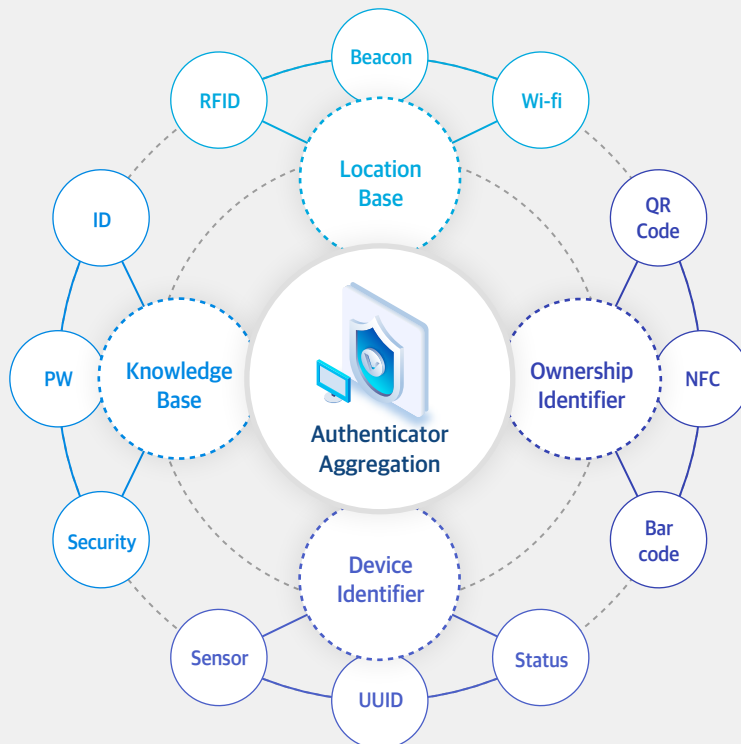 Beacon
RFID
Wi-fi
Location
Base
ID
QR
Code
PW
Knowledge
Base
Ownership
Identifier
NFC
Authenticator
Aggregation
Security
Bar
code
Device
Identifier
Sensor
Status
UUID